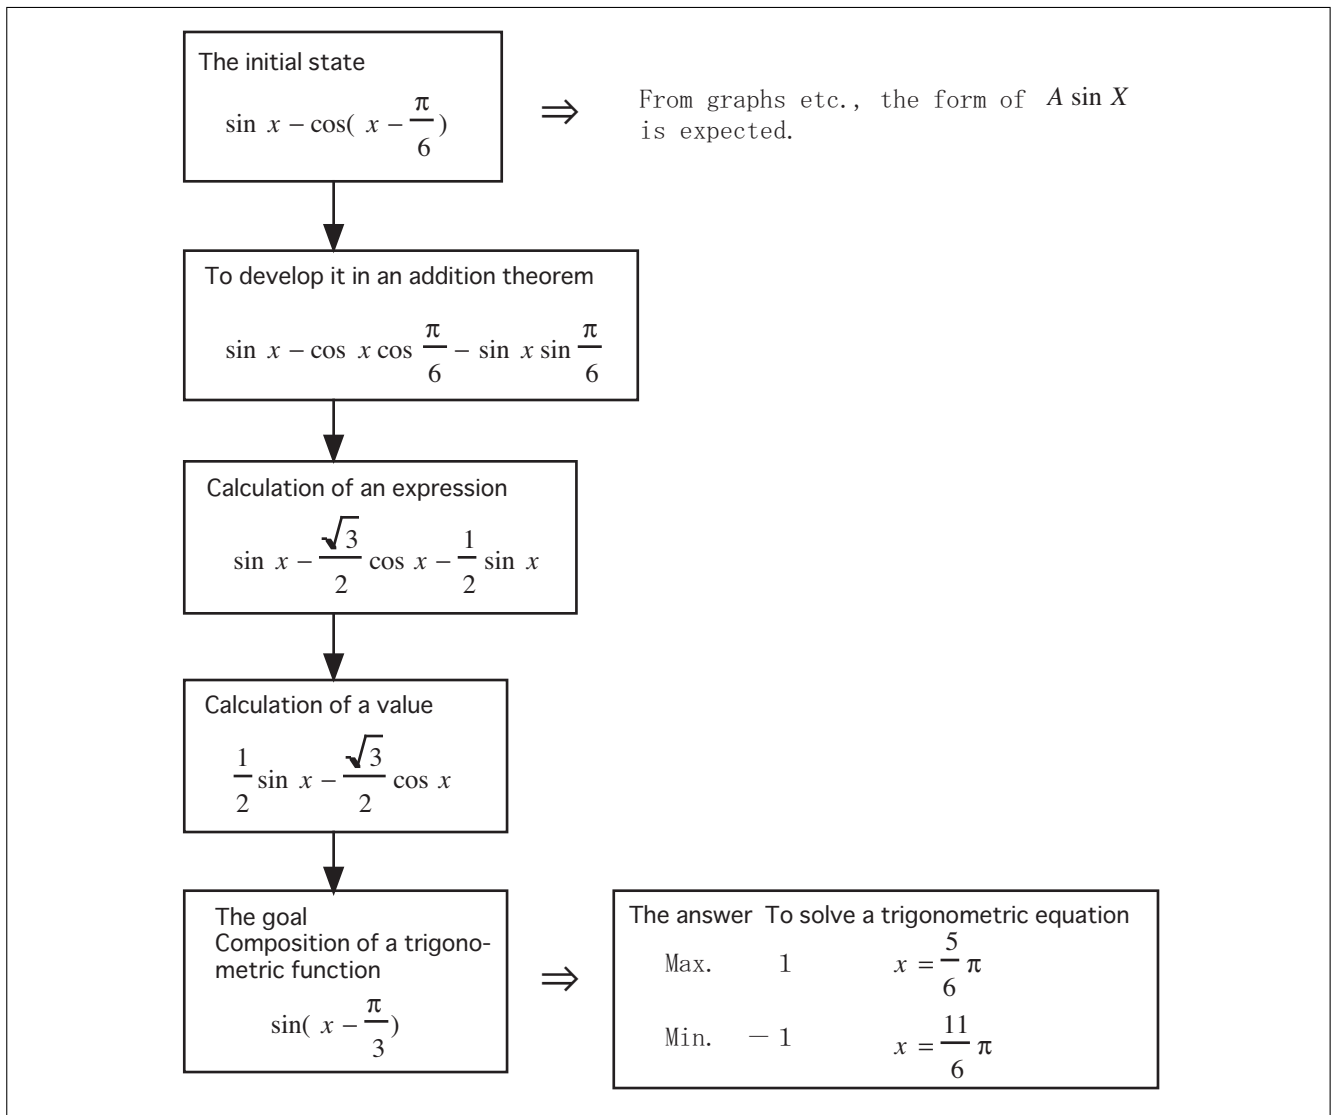 The initial state
sin x − cos( x − π/6 )
⇒
From graphs etc., the form of A sin X
is expected.
To develop it in an addition theorem
sin x − cos x cos π/6 − sin x sin π/6
Calculation of an expression
sin x − √3/2 cos x − 1/2 sin x
Calculation of a value
1/2 sin x − √3/2 cos x
The goal
Composition of a trigono-
metric function
sin( x − π/3 )
⇒
The answer To solve a trigonometric equation
Max. 1 x = 5/6 π
Min. −1 x = 11/6 π